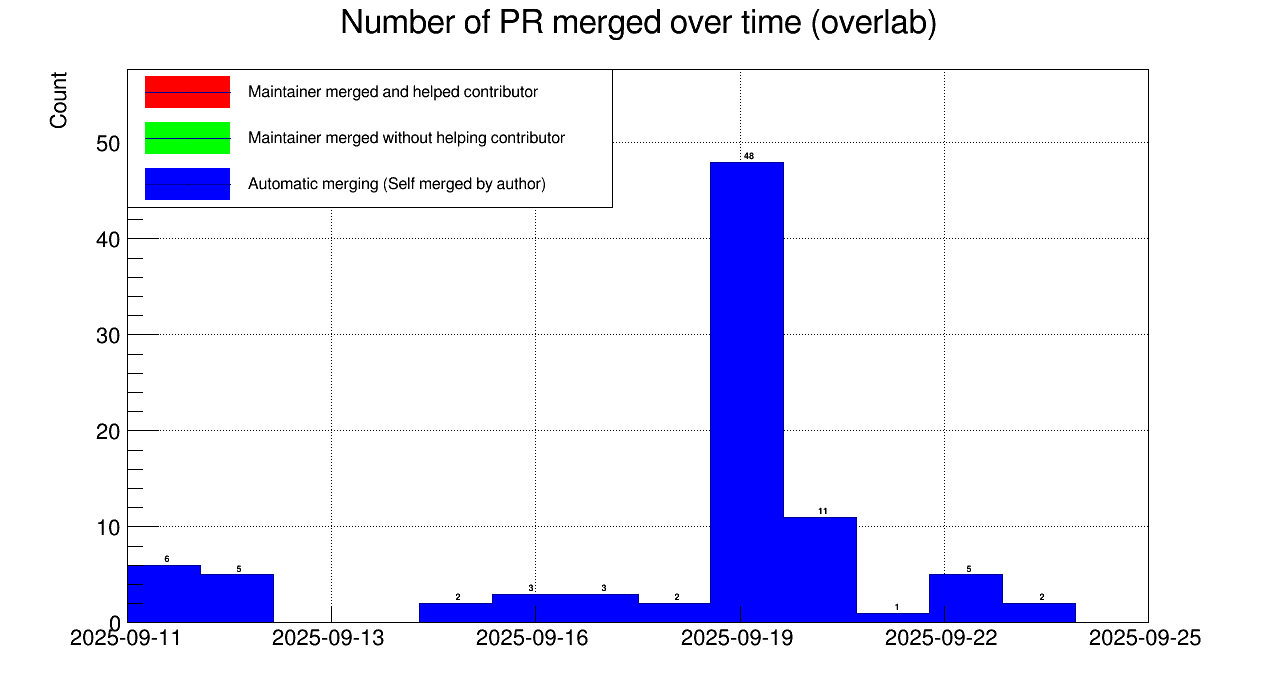 Number of PR merged over time (overlab)
Count
Maintainer merged and helped contributor
Maintainer merged without helping contributor
Automatic merging (Self merged by author)
50
40
30
20
10
0
48
11
6
5
2
3
3
2
1
5
2
2025-09-11 2025-09-13 2025-09-16 2025-09-19 2025-09-22 2025-09-25